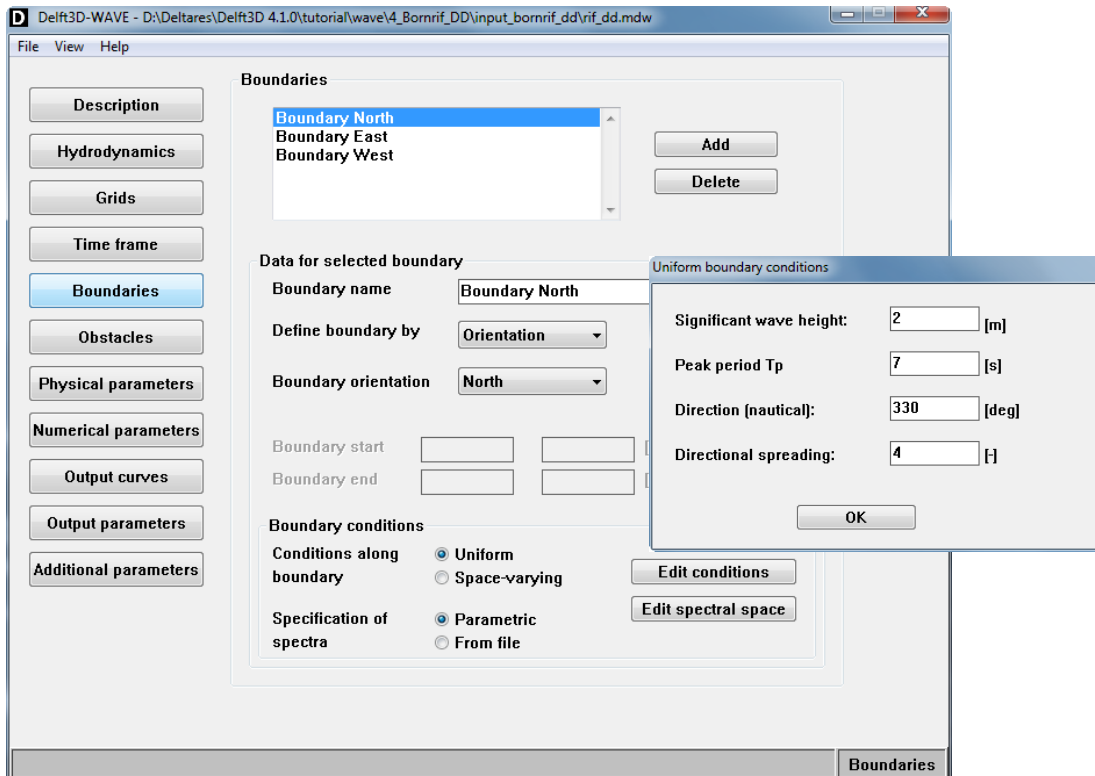 D Delft3D-WAVE - D:\Deltares\Delft3D 4.1.0\tutorial\wave\4_Bornrif_DD\input_bornrif_dd\rif_dd.mdw
File View Help
Description
Hydrodynamics
Grids
Time frame
Boundaries
Obstacles
Physical parameters
Numerical parameters
Output curves
Output parameters
Additional parameters
Boundaries
Boundary North
Boundary East
Boundary West
Add
Delete
Data for selected boundary
Boundary name Boundary North
Define boundary by Orientation
Boundary orientation North
Boundary start
Boundary end
Boundary conditions
Conditions along boundary
Uniform
Space-varying
Edit conditions
Edit spectral space
Specification of spectra
Parametric
From file
Uniform boundary conditions
Significant wave height: 2 [m]
Peak period Tp 7 [s]
Direction (nautical): 330 [deg]
Directional spreading: 4 [-]
OK
Boundaries